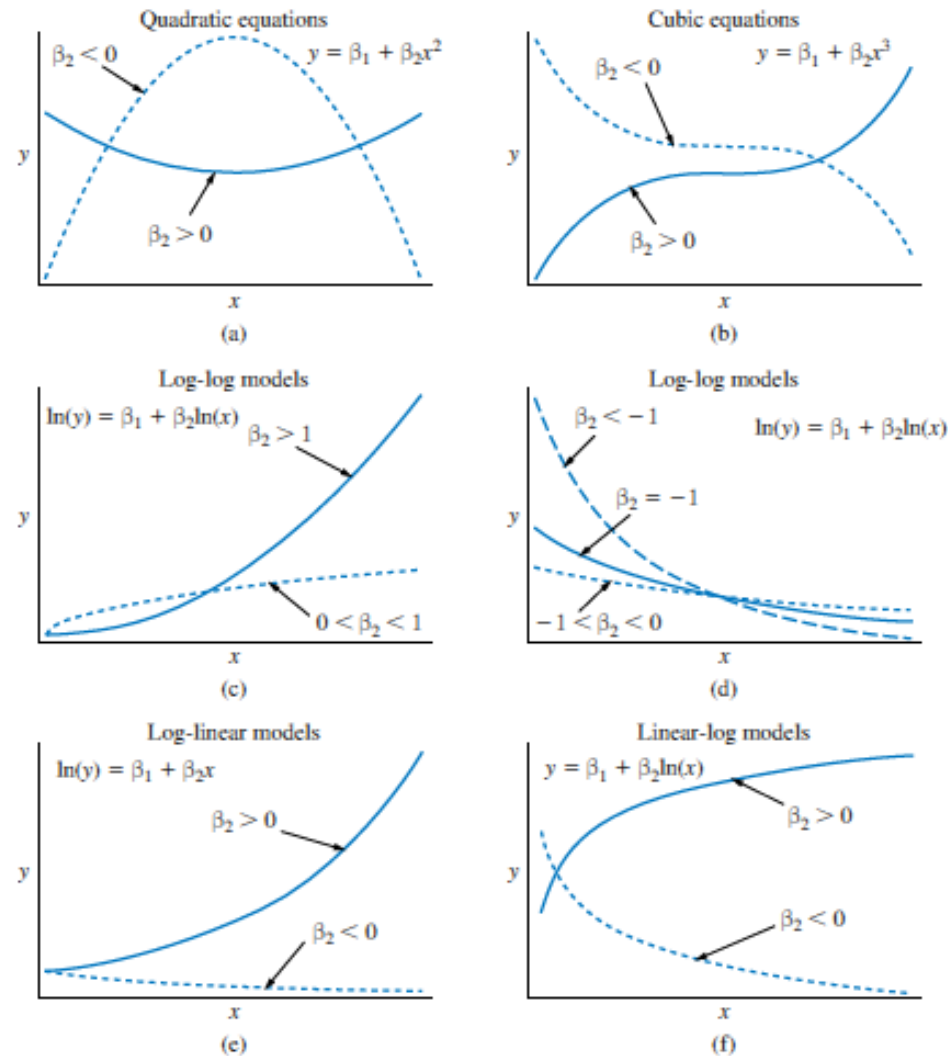 Quadratic equations
β₂ < 0
y = β₁ + β₂x²
y
β₂ > 0
x
(a)
Cubic equations
y = β₁ + β₂x³
β₂ < 0
y
β₂ > 0
x
(b)
Log-log models
ln(y) = β₁ + β₂ln(x)
β₂ > 1
y
0 < β₂ < 1
x
(c)
Log-log models
β₂ < −1
ln(y) = β₁ + β₂ln(x)
β₂ = −1
y
−1 < β₂ < 0
x
(d)
Log-linear models
ln(y) = β₁ + β₂x
β₂ > 0
y
β₂ < 0
x
(e)
Linear-log models
y = β₁ + β₂ln(x)
β₂ > 0
y
β₂ < 0
x
(f)